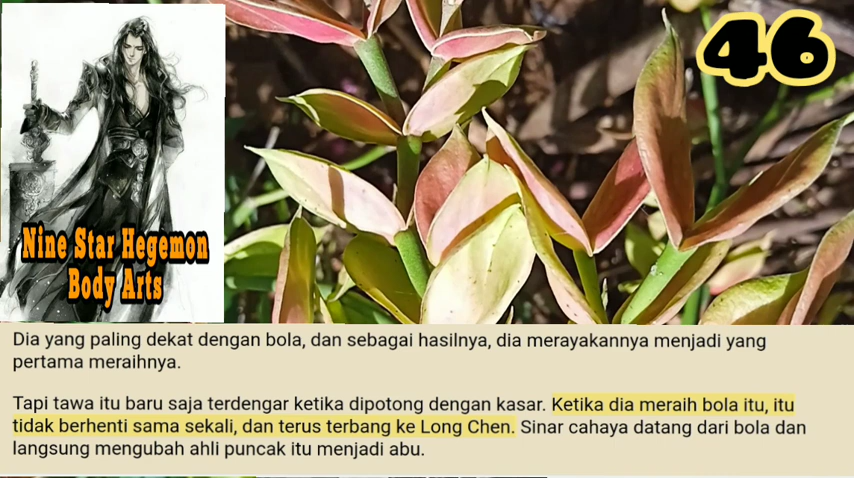 46
Nine Star Hegemon
Body Arts
Dia yang paling dekat dengan bola, dan sebagai hasilnya, dia merayakannya menjadi yang
pertama meraihnya.
Tapi tawa itu baru saja terdengar ketika dipotong dengan kasar. Ketika dia meraih bola itu, itu
tidak berhenti sama sekali, dan terus terbang ke Long Chen. Sinar cahaya datang dari bola dan
langsung mengubah ahli puncak itu menjadi abu.